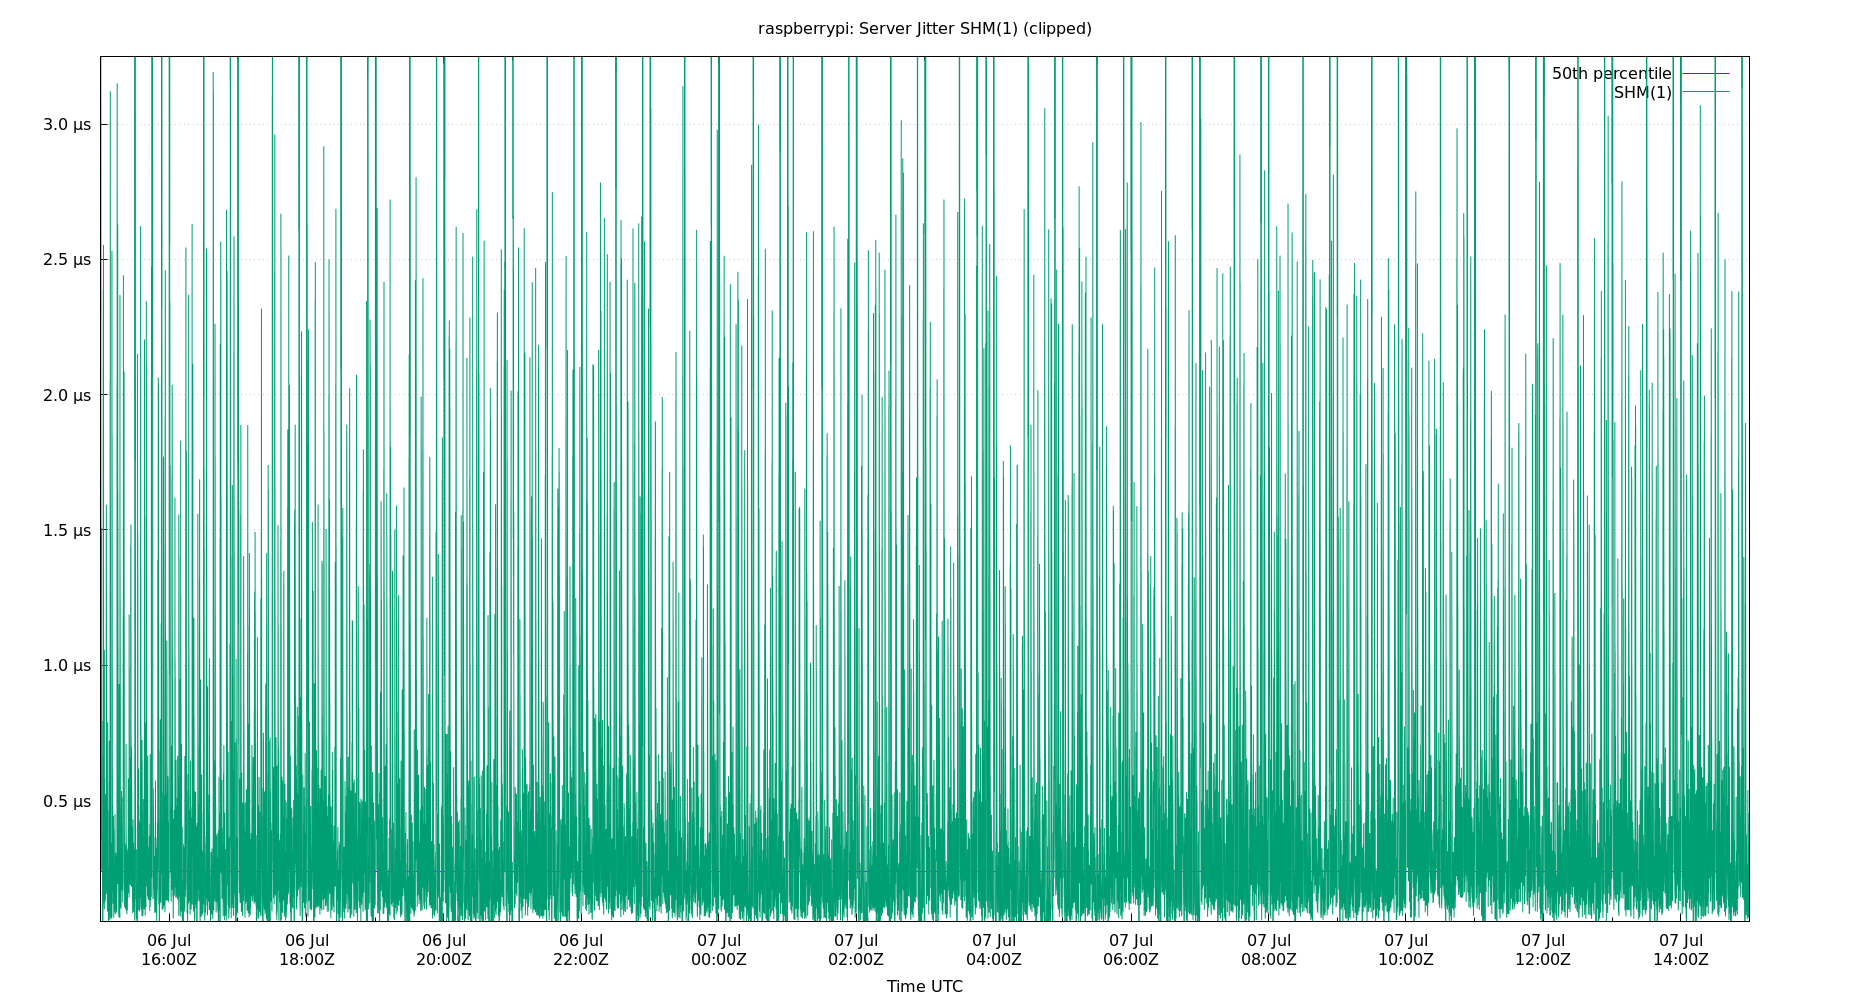 raspberrypi: Server Jitter SHM(1) (clipped)
50th percentile
SHM(1)
3.0 µs
2.5 µs
2.0 µs
1.5 µs
1.0 µs
0.5 µs
06 Jul 06 Jul 06 Jul 06 Jul 07 Jul 07 Jul 07 Jul 07 Jul 07 Jul 07 Jul 07 Jul 07 Jul
16:00Z 18:00Z 20:00Z 22:00Z 00:00Z 02:00Z 04:00Z 06:00Z 08:00Z 10:00Z 12:00Z 14:00Z
Time UTC